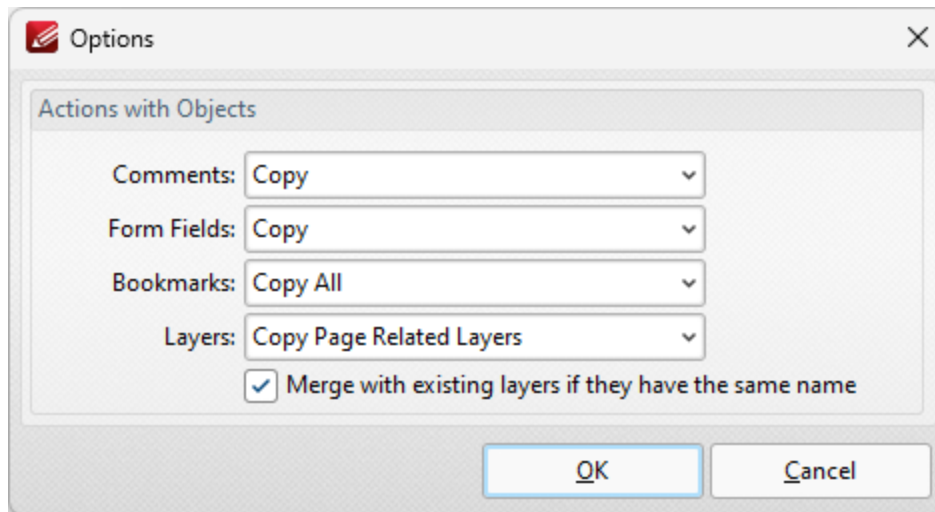 Options
Actions with Objects
Comments: Copy
Form Fields: Copy
Bookmarks: Copy All
Layers: Copy Page Related Layers
Merge with existing layers if they have the same name
OK Cancel